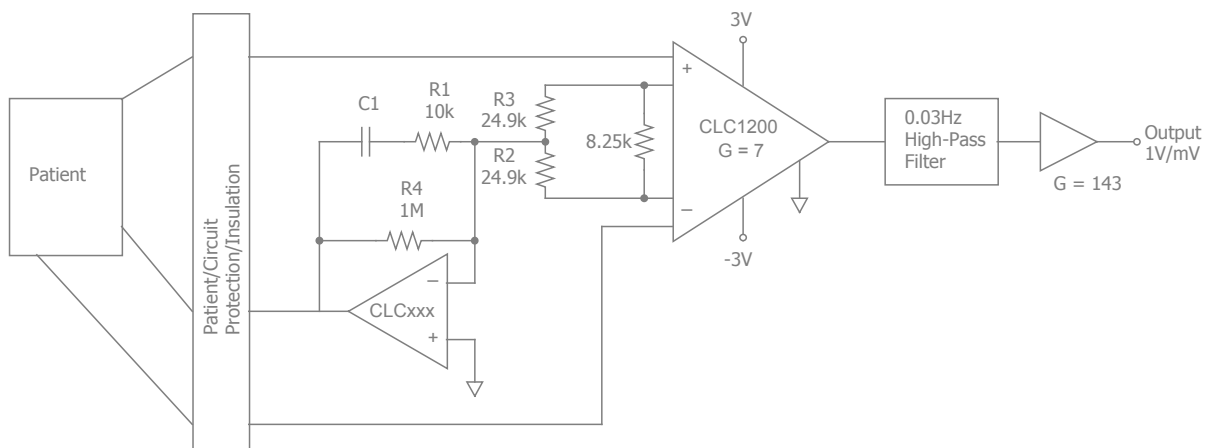 3V
C1
R1
10k
R3
24.9k
+
8.25k
CLC1200
G = 7
0.03Hz
High-Pass
Filter
Output
1V/mV
Patient
R2
24.9k
R4
1M
G = 143
−
-3V
Patient/Circuit
Protection/Insulation
−
CLCxxx
+